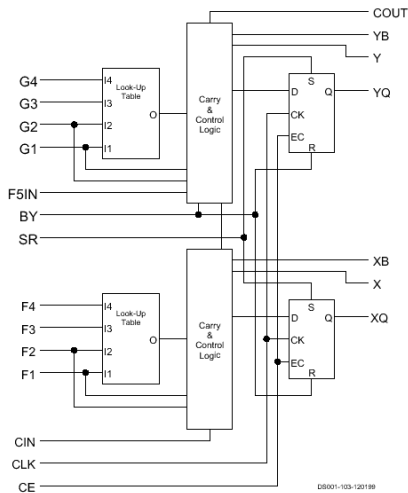 COUT
YB
Y
G4 I4 Look-Up Table S
G3 I3 Carry & Control Logic D Q YQ
G2 I2 O CK
G1 I1 EC
R
F5IN
BY
SR
XB
X
F4 I4 Look-Up Table S
F3 I3 Carry & Control Logic D Q XQ
F2 I2 O CK
F1 I1 EC
R
CIN
CLK
CE
DS001-103-120199